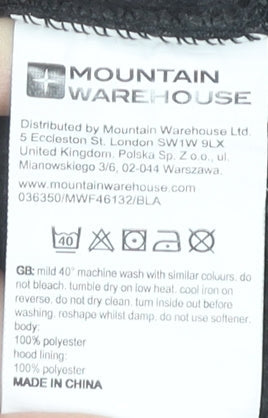 MOUNTAIN
WAREHOUSE
Distributed by Mountain Warehouse Ltd.
5 Eccleston St. London SW1W 9LX
United Kingdom. Polska Sp. Z o.o., ul.
Mianowskiego 3/6, 02-044 Warszawa.
www.mountainwarehouse.com
036350/MWF46132/BLA
40
GB: mild 40° machine wash with similar colours. do
not bleach. tumble dry on low heat. cool iron on
reverse. do not dry clean. turn inside out before
washing. reshape whilst damp. do not use softener.
body:
100% polyester
hood lining:
100% polyester
MADE IN CHINA